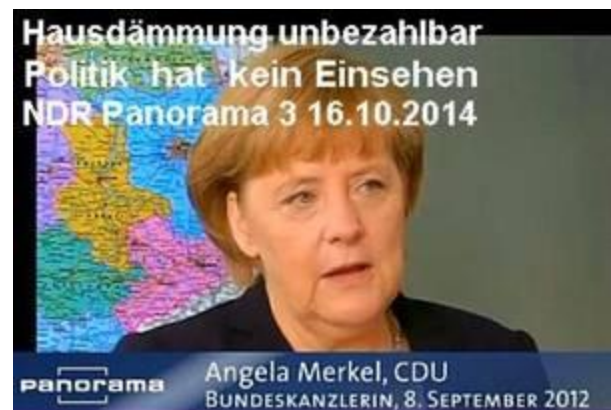 Hausdämmung unbezahlbar
Politik hat kein Einsehen
NDR Panorama 3 16.10.2014
panorama
Angela Merkel, CDU
BUNDESKANZLERIN, 8. SEPTEMBER 2012